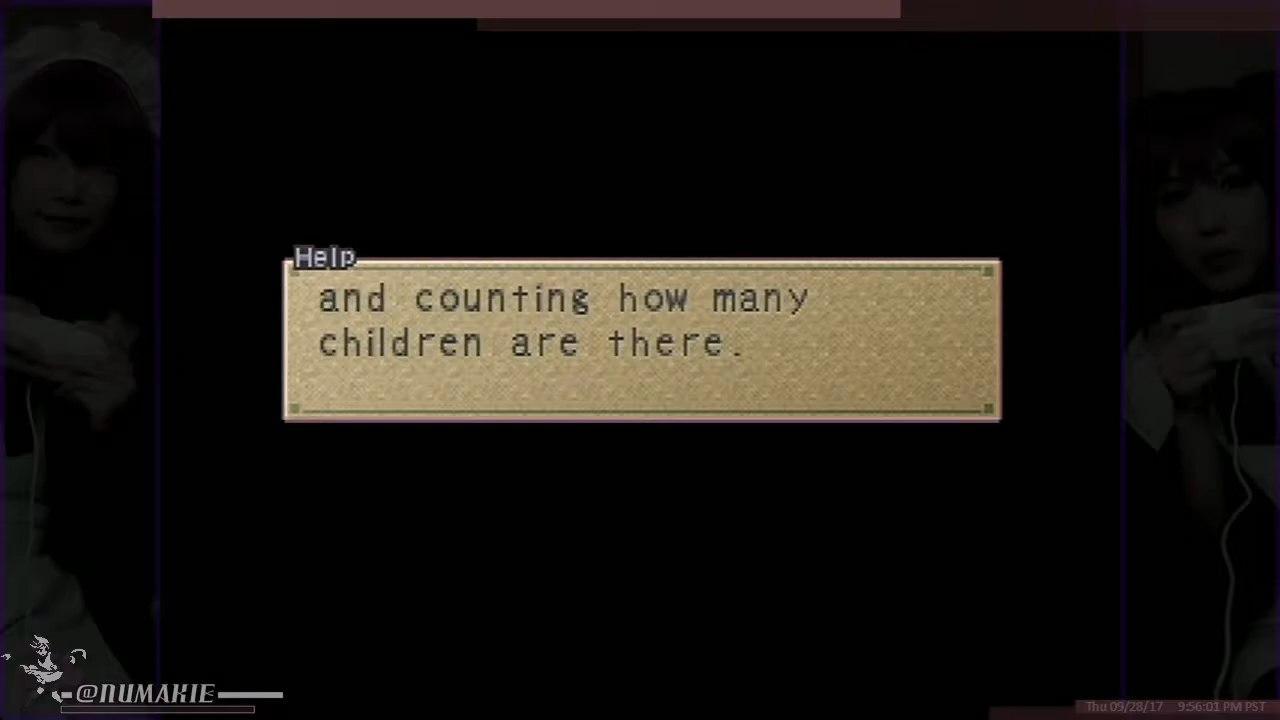 Help
and counting how many
children are there.
@NUMAKIE
Thu 09/28/17 9:56:01 PM PST